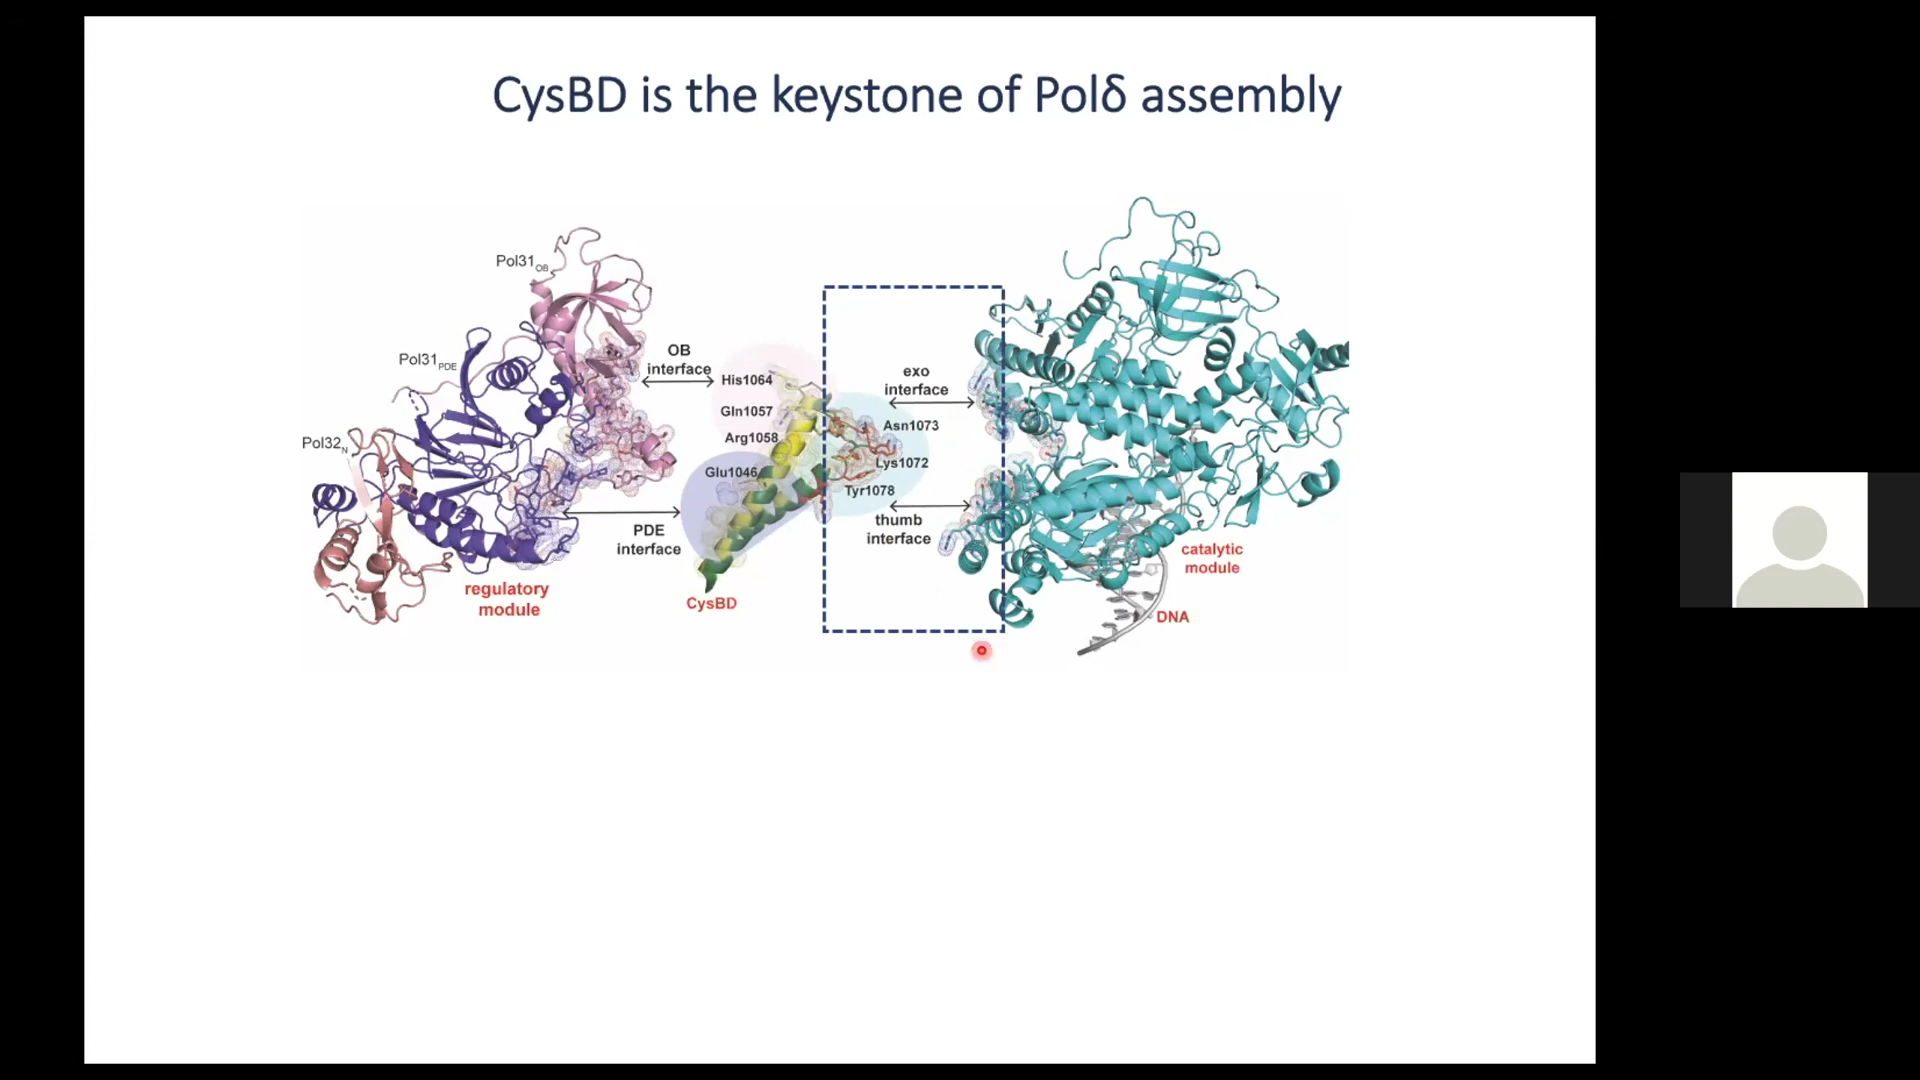 CysBD is the keystone of Polδ assembly
Pol31OB
Pol31PDE
Pol32N
OB
interface
His1064
Gln1057
Arg1058
Glu1046
PDE
interface
regulatory
module
CysBD
exo
interface
Asn1073
Lys1072
Tyr1078
thumb
interface
catalytic
module
DNA